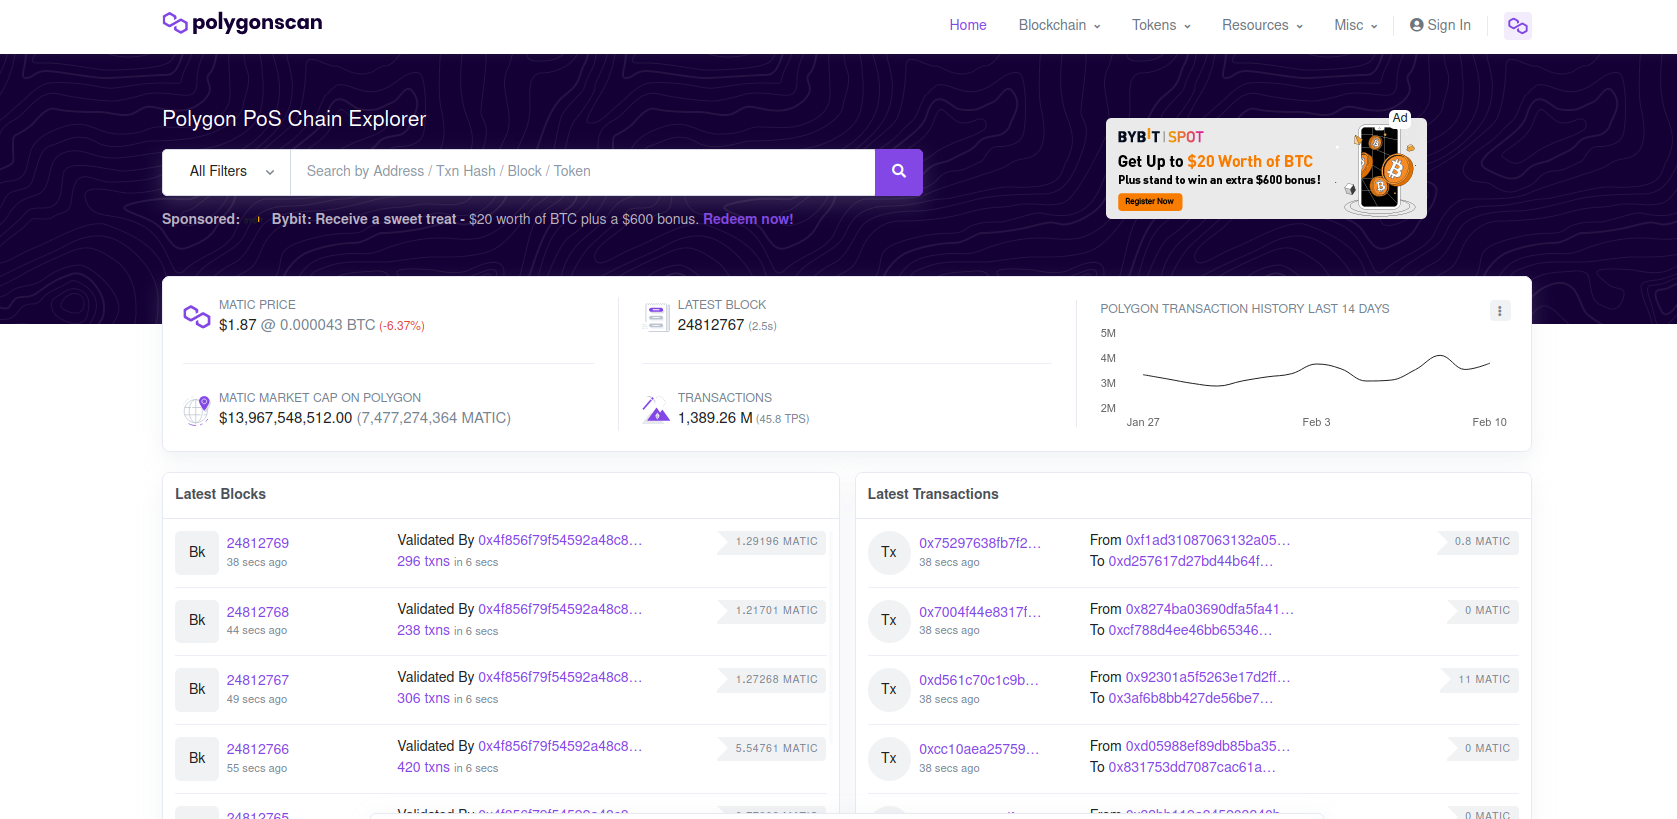 polygonscan
Home
Blockchain
Tokens
Resources
Misc
Sign In
Polygon PoS Chain Explorer
All Filters
Search by Address / Txn Hash / Block / Token
Sponsored:
Bybit: Receive a sweet treat - $20 worth of BTC plus a $600 bonus. Redeem now!
Ad
BYBIT | SPOT
Get Up to $20 Worth of BTC
Plus stand to win an extra $600 bonus!
Register Now
MATIC PRICE
$1.87 @ 0.000043 BTC (-6.37%)
MATIC MARKET CAP ON POLYGON
$13,967,548,512.00 (7,477,274,364 MATIC)
LATEST BLOCK
24812767 (2.5s)
TRANSACTIONS
1,389.26 M (45.8 TPS)
POLYGON TRANSACTION HISTORY LAST 14 DAYS
5M
4M
3M
2M
Jan 27
Feb 3
Feb 10
Latest Blocks
Bk
24812769
38 secs ago
Validated By 0x4f856f79f54592a48c8...
296 txns in 6 secs
1.29196 MATIC
Bk
24812768
44 secs ago
Validated By 0x4f856f79f54592a48c8...
238 txns in 6 secs
1.21701 MATIC
Bk
24812767
49 secs ago
Validated By 0x4f856f79f54592a48c8...
306 txns in 6 secs
1.27268 MATIC
Bk
24812766
55 secs ago
Validated By 0x4f856f79f54592a48c8...
420 txns in 6 secs
5.54761 MATIC
24812765
Validated By 0x4f856f79f54592a48c8...
Latest Transactions
Tx
0x75297638fb7f2...
38 secs ago
From 0xf1ad31087063132a05...
To 0xd257617d27bd44b64f...
0.8 MATIC
Tx
0x7004f44e8317f...
38 secs ago
From 0x8274ba03690dfa5fa41...
To 0xcf788d4ee46bb65346...
0 MATIC
Tx
0xd561c70c1c9b...
38 secs ago
From 0x92301a5f5263e17d2ff...
To 0x3af6b8bb427de56be7...
11 MATIC
Tx
0xcc10aea25759...
38 secs ago
From 0xd05988ef89db85ba35...
To 0x831753dd7087cac61a...
0 MATIC
From
0 MATIC